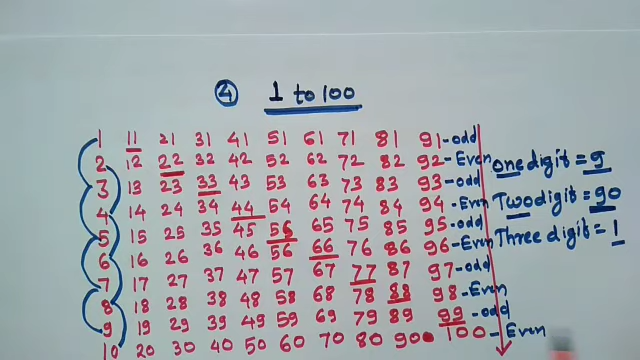 ④ 1 to 100
1 11 21 31 41 51 61 71 81 91-odd
2 12 22 32 42 52 62 72 82 92-Even
3 13 23 33 43 53 63 73 83 93-odd
4 14 24 34 44 54 64 74 84 94-Even
5 15 25 35 45 56 65 75 85 95-odd
6 16 26 36 46 56 66 76 86 96-Even
7 17 27 37 47 57 67 77 87 97-odd
8 18 28 38 48 58 68 78 88 98-Even
9 19 29 39 49 59 69 79 89 99-odd
10 20 30 40 50 60 70 80 90 100-Even
one digit = 9
Two digit = 90
Three digit = 1